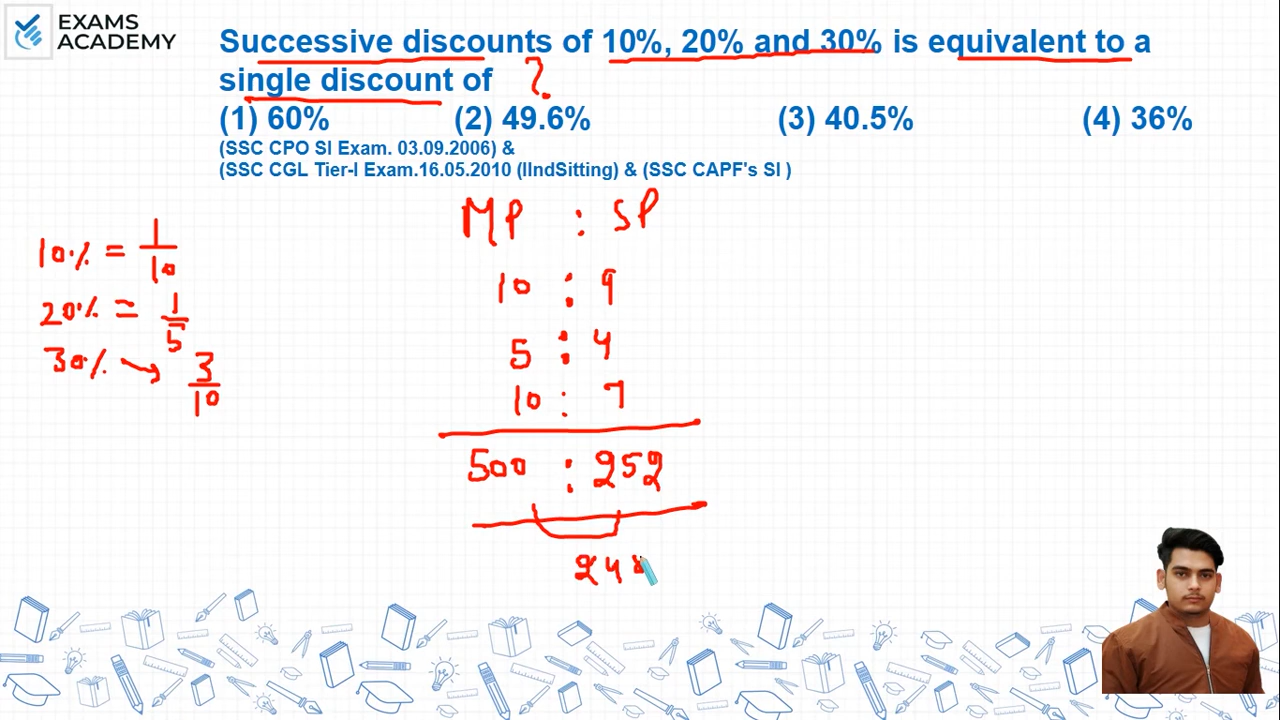 EXAMS
ACADEMY
Successive discounts of 10%, 20% and 30% is equivalent to a
single discount of ?
(1) 60% (2) 49.6% (3) 40.5% (4) 36%
(SSC CPO SI Exam. 03.09.2006) &
(SSC CGL Tier-I Exam.16.05.2010 (IIndSitting) & (SSC CAPF's SI )
MP : SP
10% = 1/10
10 : 9
20% = 1/5
5 : 4
30% → 3/10
10 : 7
500 : 252
248